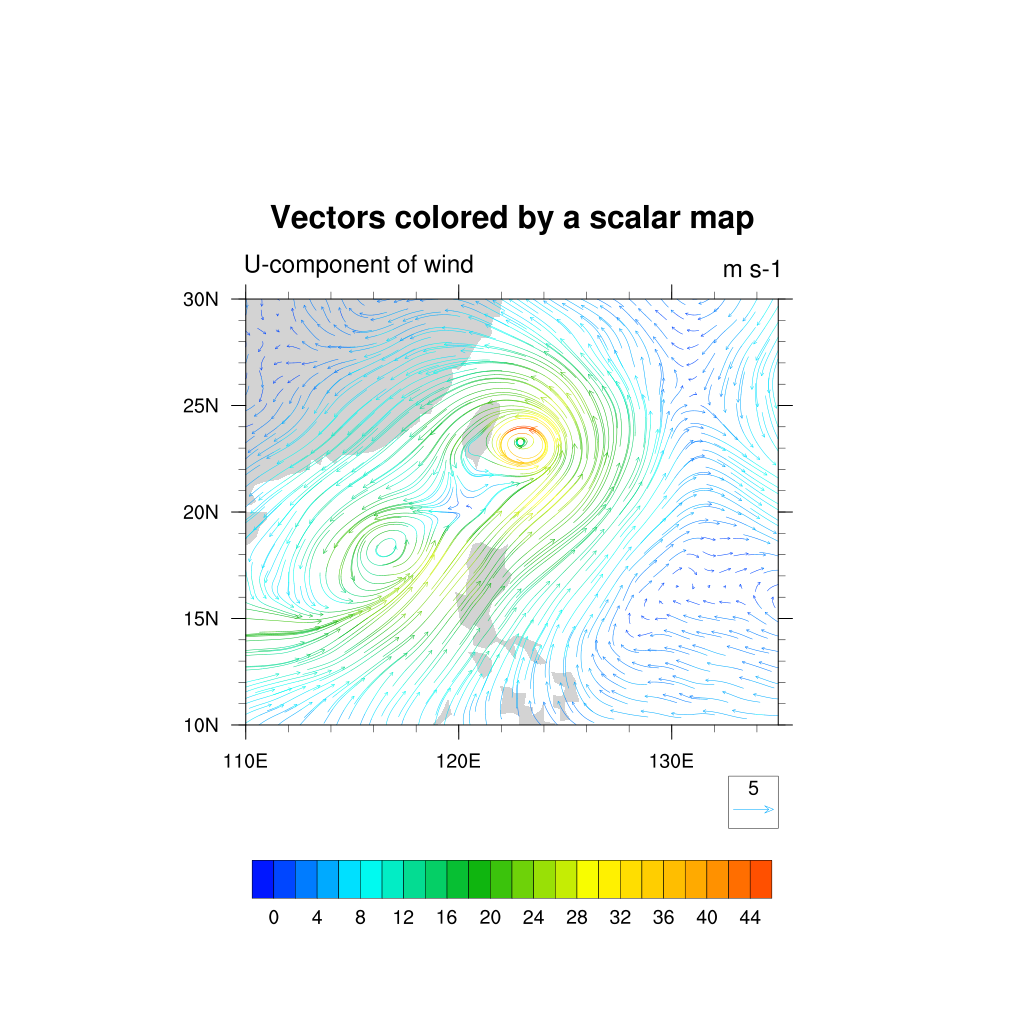 Vectors colored by a scalar map
U-component of wind
m s-1
30N
25N
20N
15N
10N
110E 120E 130E
5
0 4 8 12 16 20 24 28 32 36 40 44